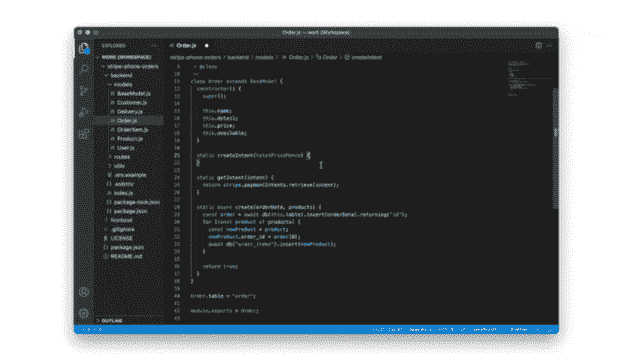 Order.js — work (Workspace)
EXPLORER
Order.js
WORK (WORKSPACE)
stripe-phone-orders
backend
models
BaseModel.js
Customer.js
Delivery.js
Order.js
OrderItem.js
Product.js
User.js
routes
utils
.env.example
.eslintrc
index.js
package-lock.json
package.json
frontend
.gitignore
LICENSE
package.json
README.md
OUTLINE
stripe-phone-orders > backend > models > Order.js > Order > createIntent
class Order extends BaseModel {
constructor() {
super();
this.name;
this.detail;
this.price;
this.available;
}
static createIntent(totalPricePence) {
}
static getIntent(intent) {
return stripe.paymentIntents.retrieve(intent);
}
static async create(orderData, products) {
const order = await db(this.table).insert(orderData).returning("id");
for (const product of products) {
const newProduct = product;
newProduct.order_id = order[0];
await db("order_items").insert(newProduct);
}
return true;
}
}
Order.table = "order";
module.exports = Order;